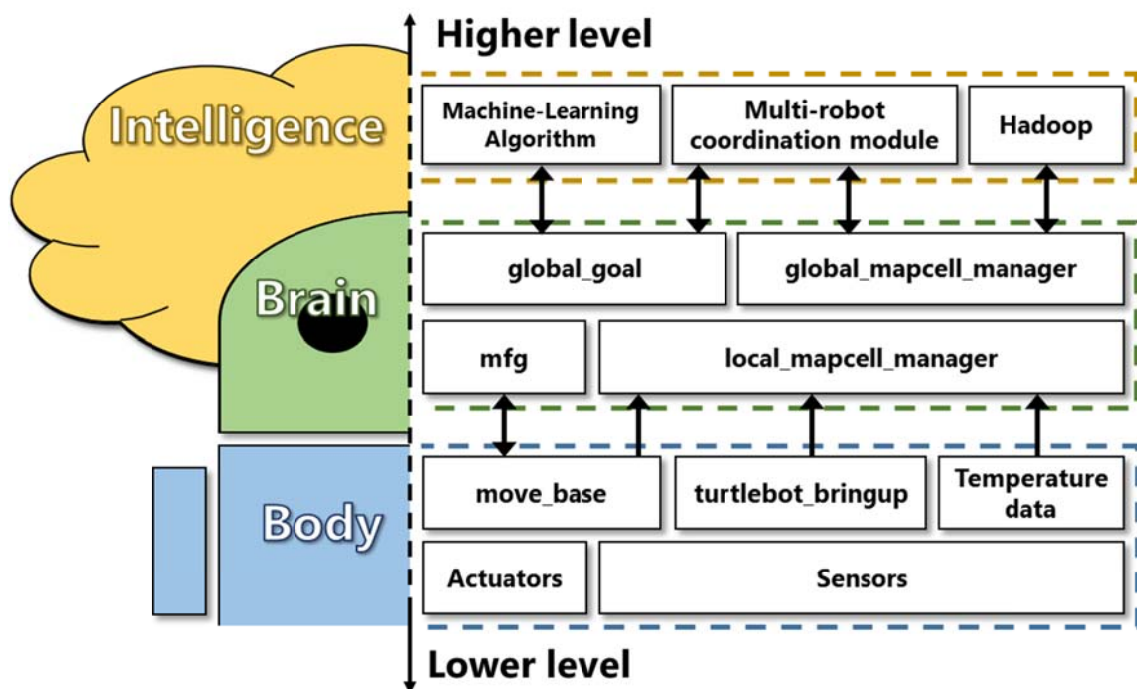 Higher level
Intelligence
Machine-Learning
Algorithm
Multi-robot
coordination module
Hadoop
Brain
global_goal
global_mapcell_manager
mfg
local_mapcell_manager
Body
move_base
turtlebot_bringup
Temperature
data
Actuators
Sensors
Lower level